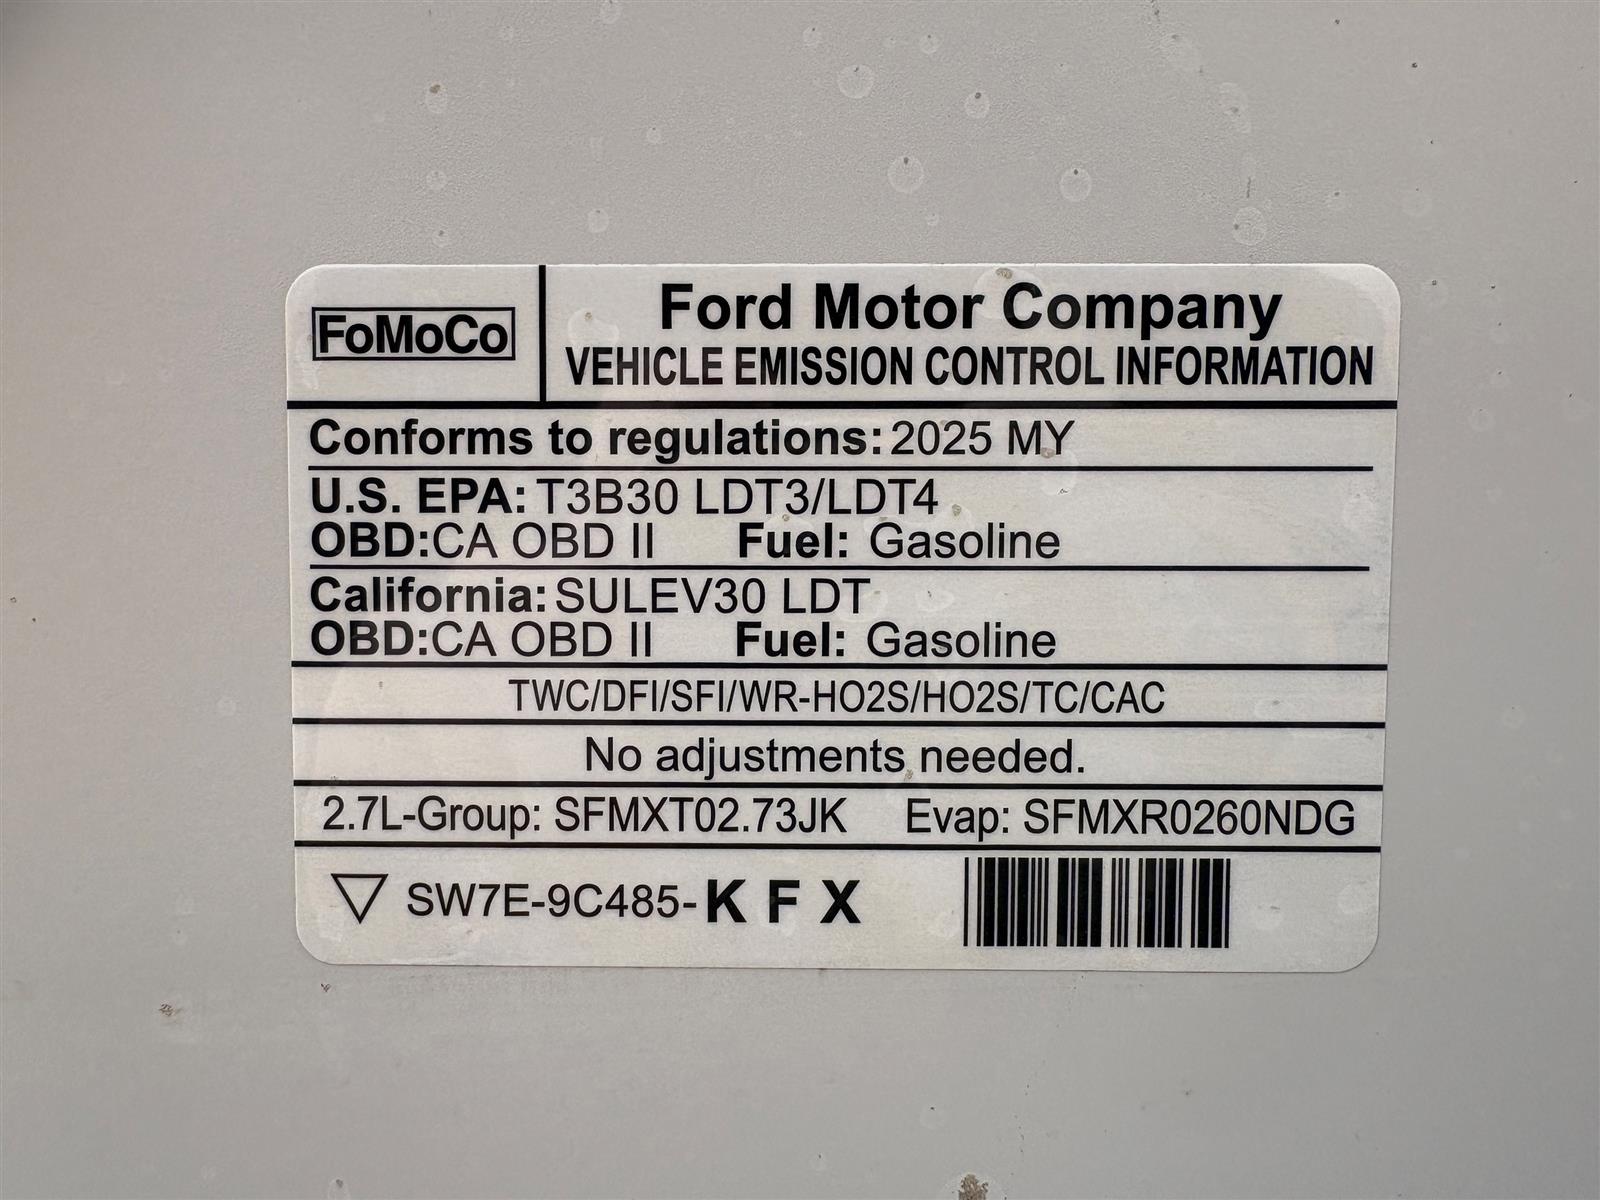 FoMoCo
Ford Motor Company
VEHICLE EMISSION CONTROL INFORMATION
Conforms to regulations: 2025 MY
U.S. EPA: T3B30 LDT3/LDT4
OBD: CA OBD II Fuel: Gasoline
California: SULEV30 LDT
OBD: CA OBD II Fuel: Gasoline
TWC/DFI/SFI/WR-HO2S/HO2S/TC/CAC
No adjustments needed.
2.7L-Group: SFMXT02.73JK Evap: SFMXR0260NDG
SW7E-9C485-K F X